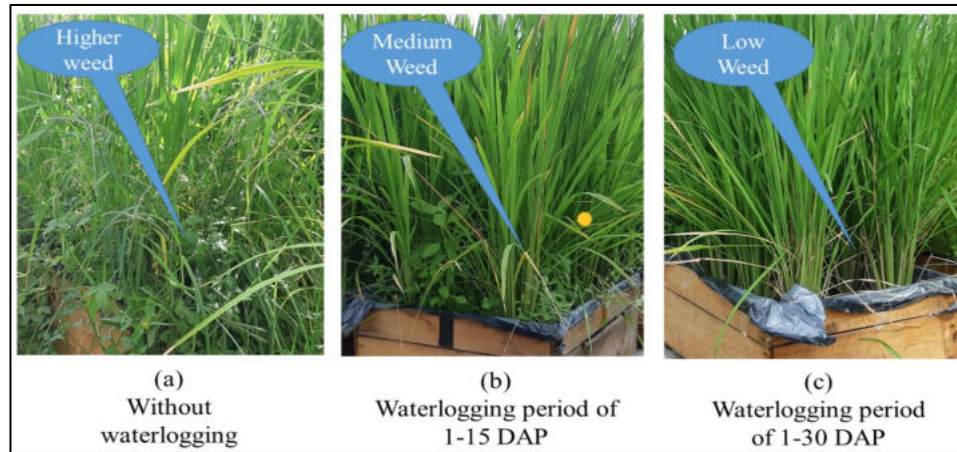 Higher
weed
Medium
Weed
Low
Weed
(a)
Without
waterlogging
(b)
Waterlogging period of
1-15 DAP
(c)
Waterlogging period
of 1-30 DAP